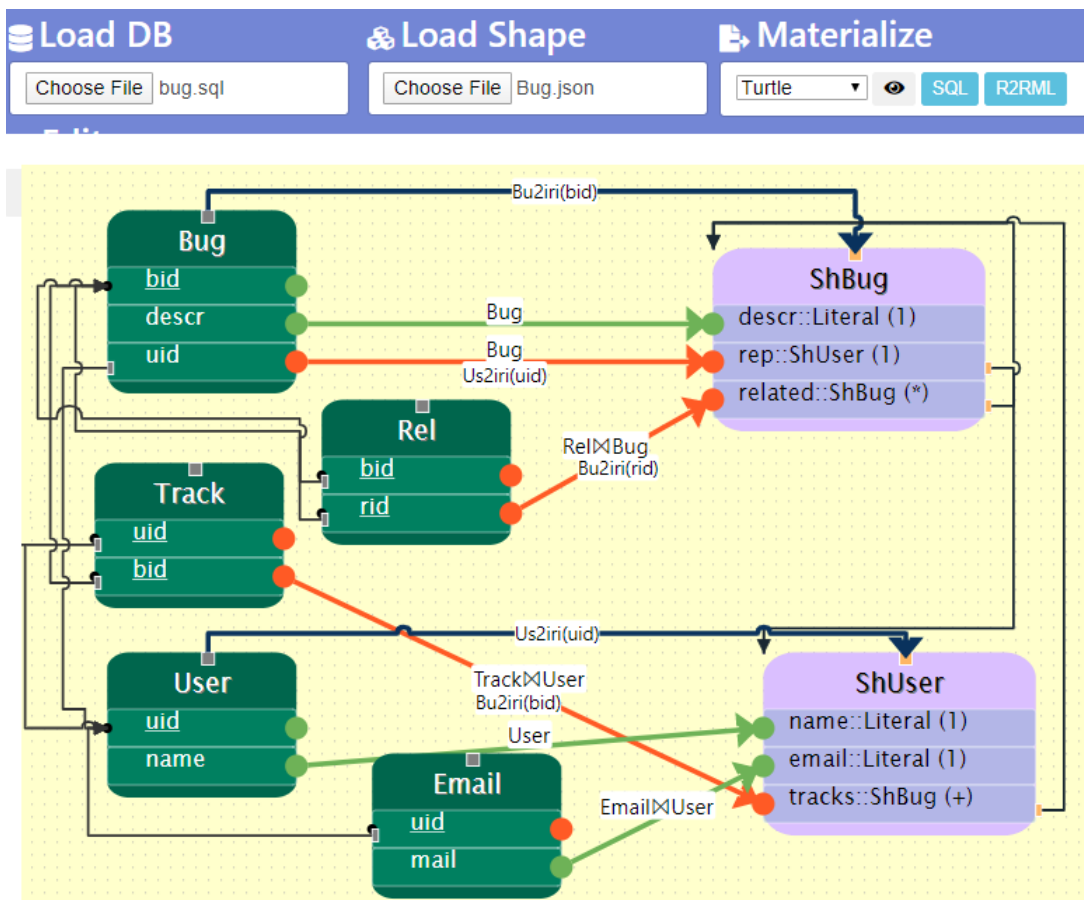 Load DB
Load Shape
Materialize
Choose File bug.sql
Choose File Bug.json
Turtle
SQL
R2RML
Bu2iri(bid)
Bug
bid
descr
uid
ShBug
descr::Literal (1)
rep::ShUser (1)
related::ShBug (*)
Bug
Bug
Us2iri(uid)
Rel
bid
rid
Rel⋈Bug
Bu2iri(rid)
Track
uid
bid
Us2iri(uid)
Track⋈User
Bu2iri(bid)
User
User
uid
name
ShUser
name::Literal (1)
email::Literal (1)
tracks::ShBug (+)
Email
uid
mail
Email⋈User